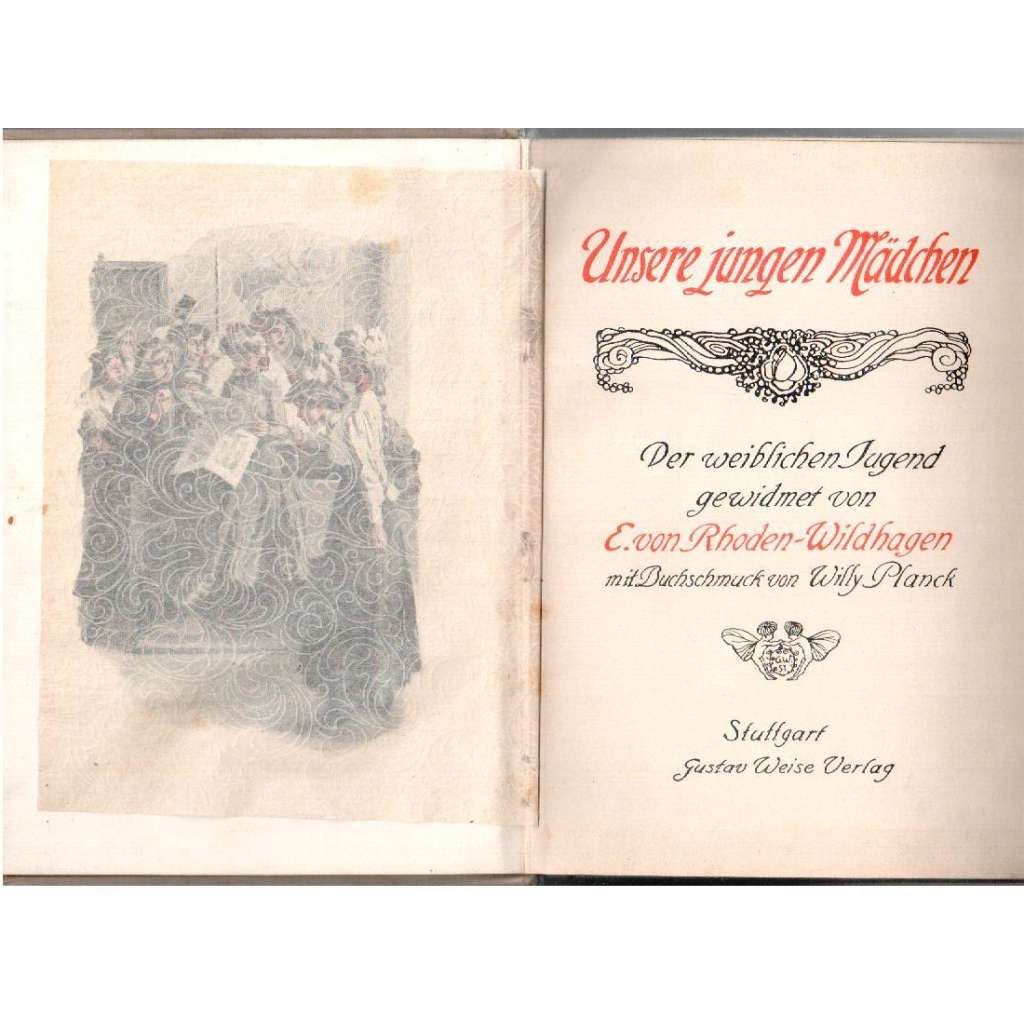 Unsere jungen Mädchen
Der weiblichen Jugend
gewidmet von
E. von Rhoden-Wildhagen
mit Buchschmuck von Willy Planck
Stuttgart
Gustav Weise Verlag